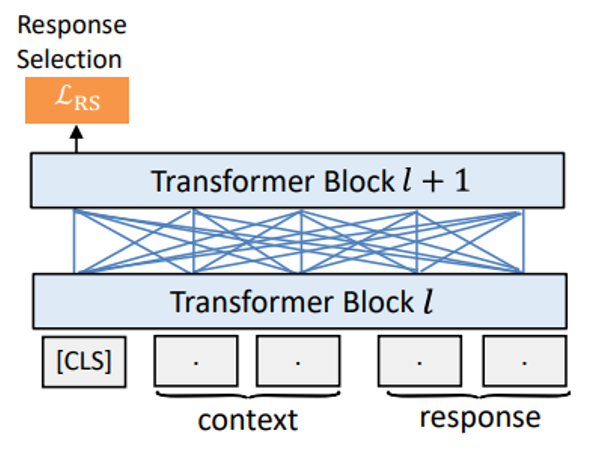 Response
Selection
ℒRS
Transformer Block l + 1
Transformer Block l
[CLS] . . . .
context response